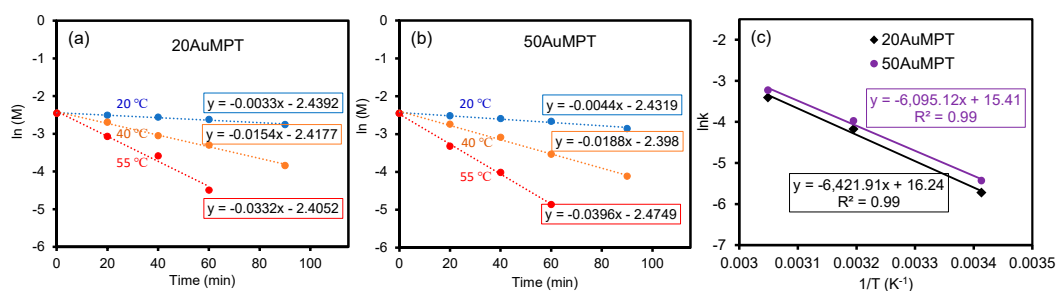 (a)
20AuMPT
ln (M)
0
-1
-2
-3
-4
-5
-6
20 ℃
40 ℃
55 ℃
y = -0.0033x - 2.4392
y = -0.0154x - 2.4177
y = -0.0332x - 2.4052
0
20
40
60
80
100
Time (min)
(b)
50AuMPT
ln (M)
0
-1
-2
-3
-4
-5
-6
20 ℃
40 ℃
55 ℃
y = -0.0044x - 2.4319
y = -0.0188x - 2.398
y = -0.0396x - 2.4749
0
20
40
60
80
100
Time (min)
(c)
20AuMPT
50AuMPT
lnk
-1
-2
-3
-4
-5
-6
-7
y = -6,095.12x + 15.41
R² = 0.99
y = -6,421.91x + 16.24
R² = 0.99
0.003
0.0031
0.0032
0.0033
0.0034
0.0035
1/T (K⁻¹)